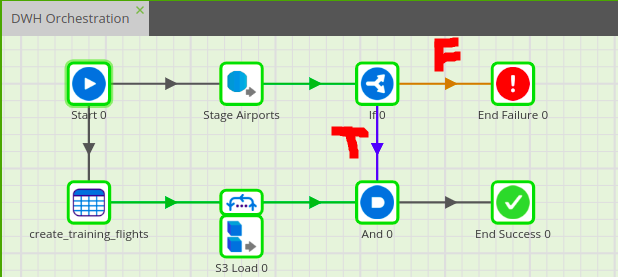 DWH Orchestration
F
Start 0
Stage Airports
If 0
End Failure 0
T
create_training_flights
And 0
End Success 0
S3 Load 0